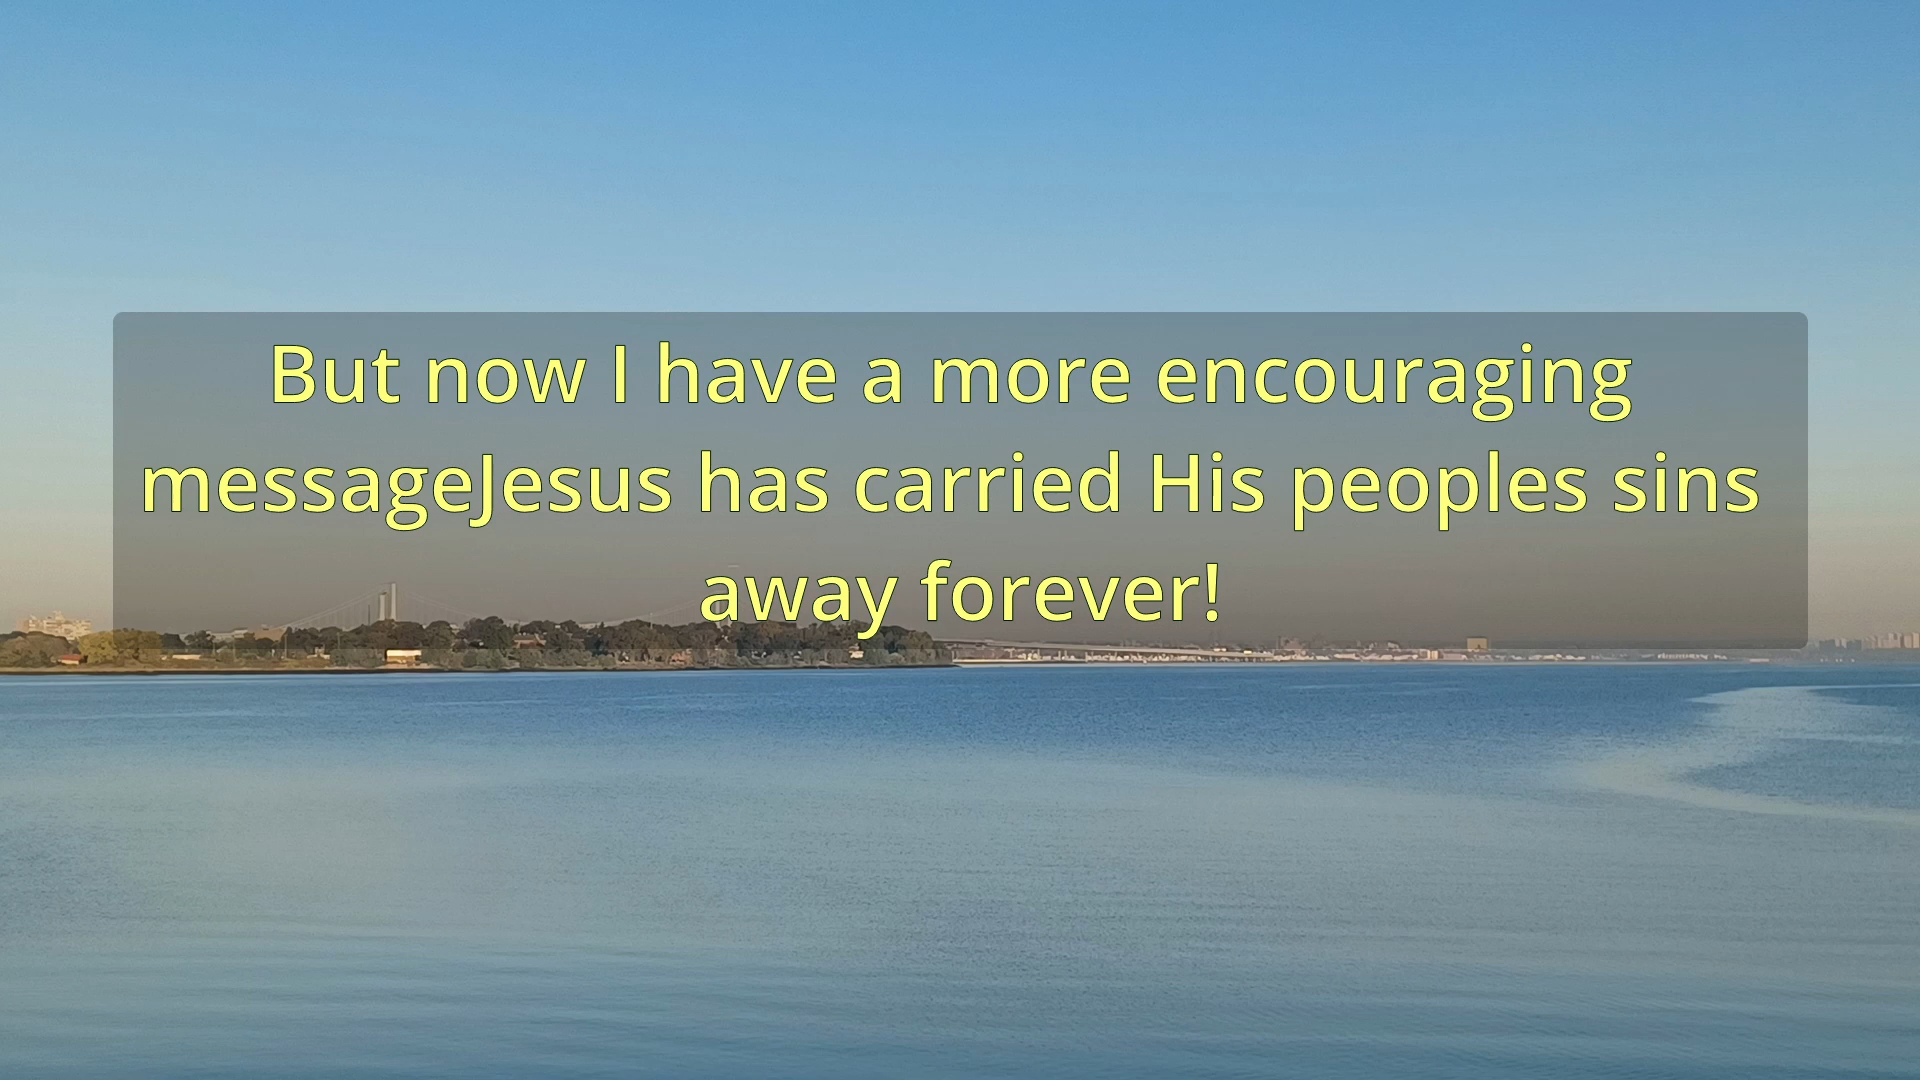 But now I have a more encouraging
messageJesus has carried His peoples sins
away forever!